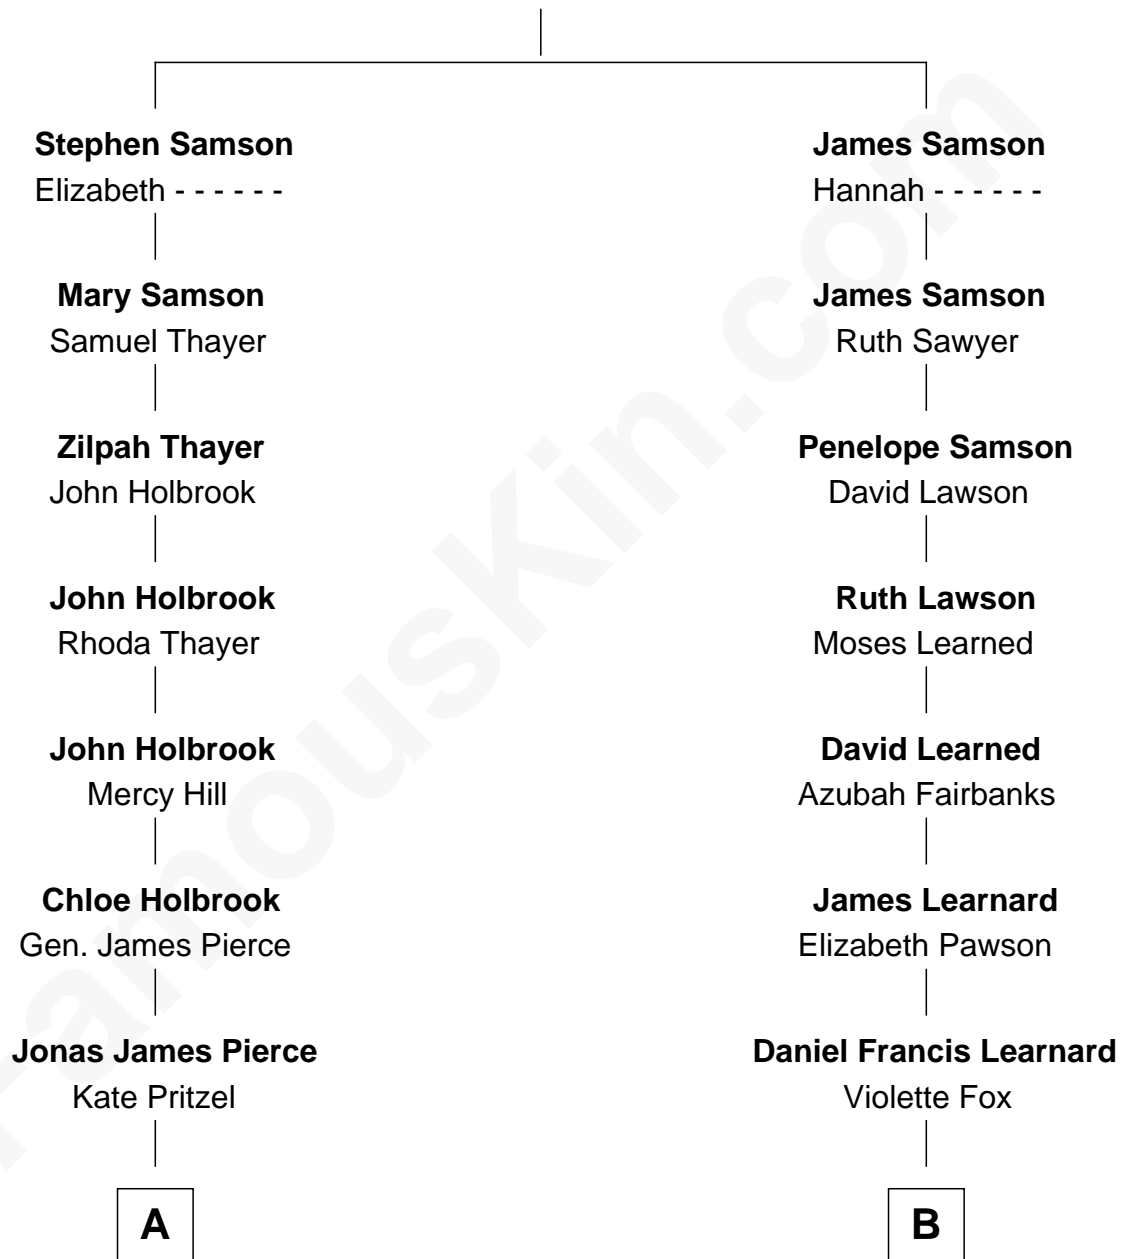 Stephen Samson
Elizabeth - - - - - -
James Samson
Hannah - - - - - -
Mary Samson
Samuel Thayer
James Samson
Ruth Sawyer
Zilpah Thayer
John Holbrook
Penelope Samson
David Lawson
John Holbrook
Rhoda Thayer
Ruth Lawson
Moses Learned
John Holbrook
Mercy Hill
David Learned
Azubah Fairbanks
Chloe Holbrook
Gen. James Pierce
James Learnard
Elizabeth Pawson
Jonas James Pierce
Kate Pritzel
Daniel Francis Learnard
Violette Fox
A
B
FamousKin.com